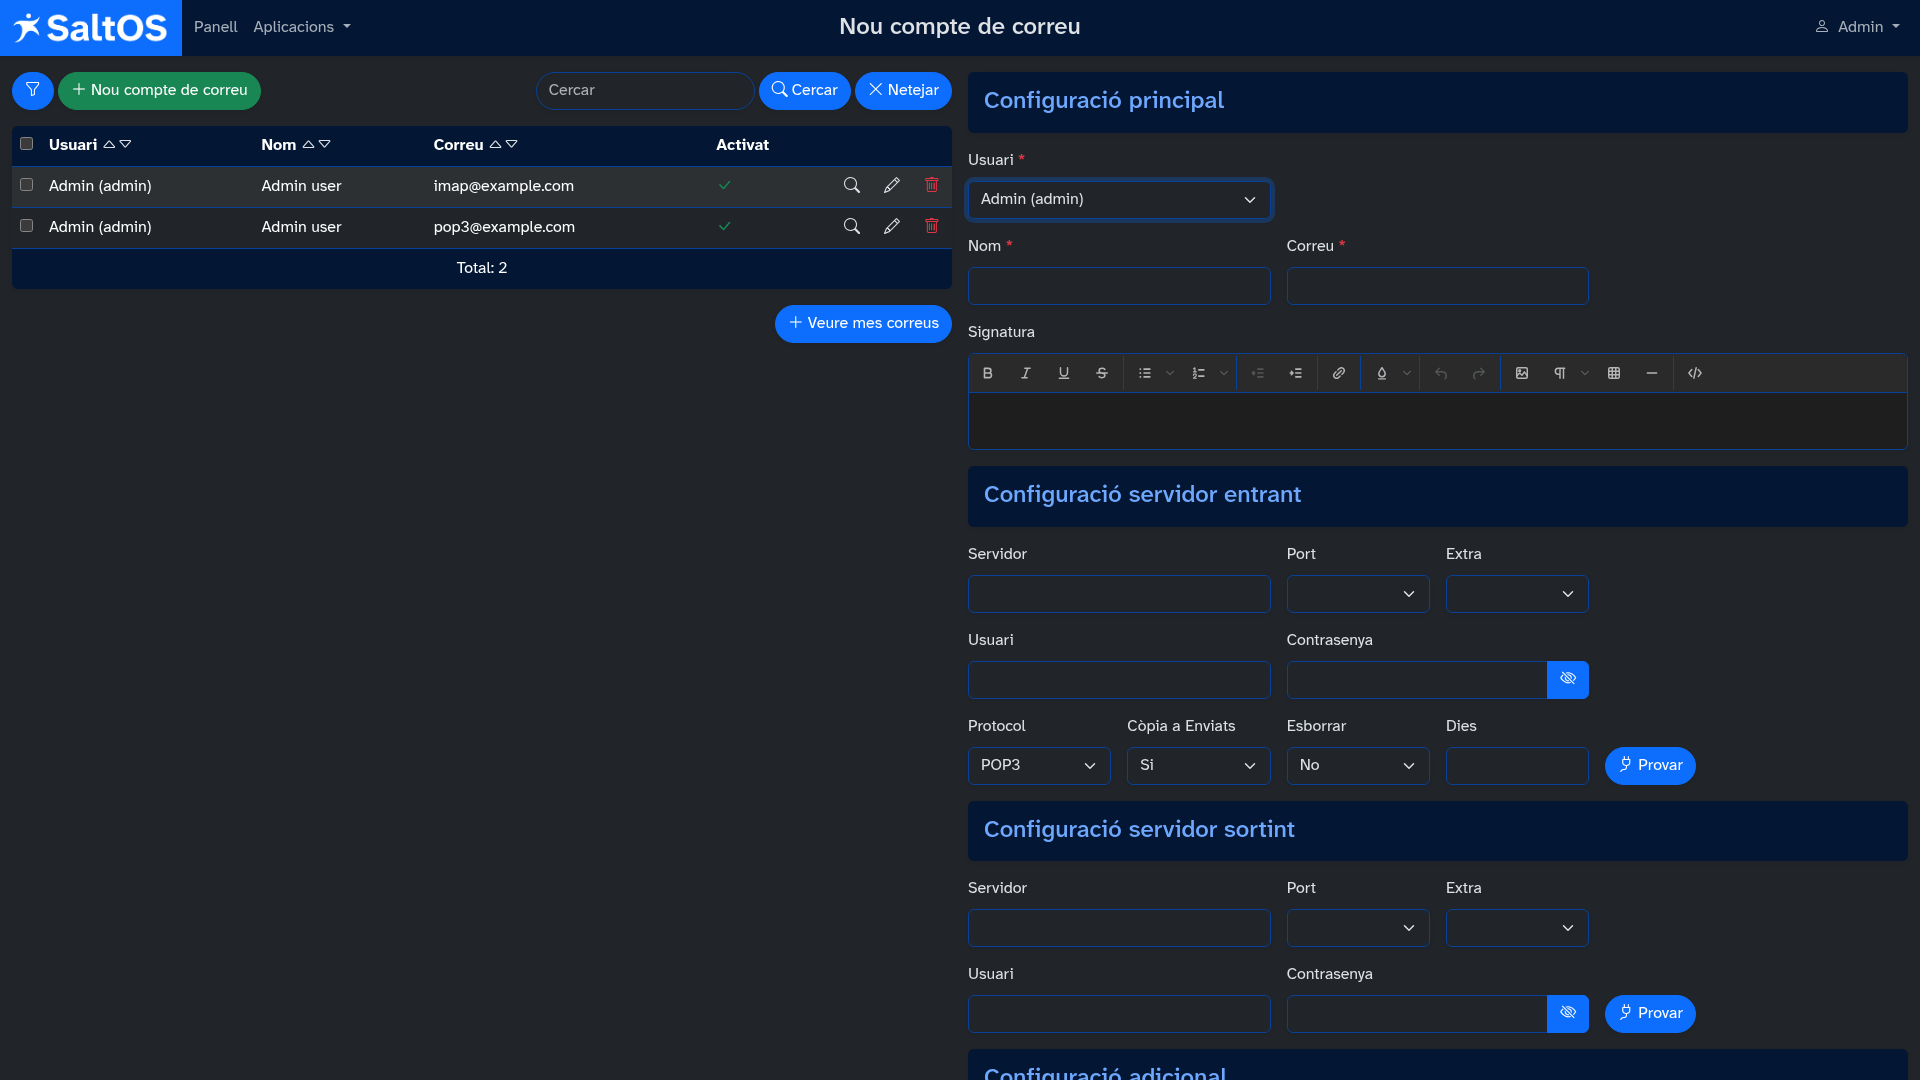 SaltOS Panell Aplicacions Nou compte de correu Admin
Nou compte de correu Cercar Cercar Netejar
Usuari Nom Correu Activat
Admin (admin) Admin user imap@example.com
Admin (admin) Admin user pop3@example.com
Total: 2
Veure mes correus
Configuració principal
Usuari *
Admin (admin)
Nom * Correu *
Signatura
Configuració servidor entrant
Servidor Port Extra
Usuari Contrasenya
Protocol Còpia a Enviats Esborrar Dies
POP3 Si No Provar
Configuració servidor sortint
Servidor Port Extra
Usuari Contrasenya
Provar
Configuració adicional